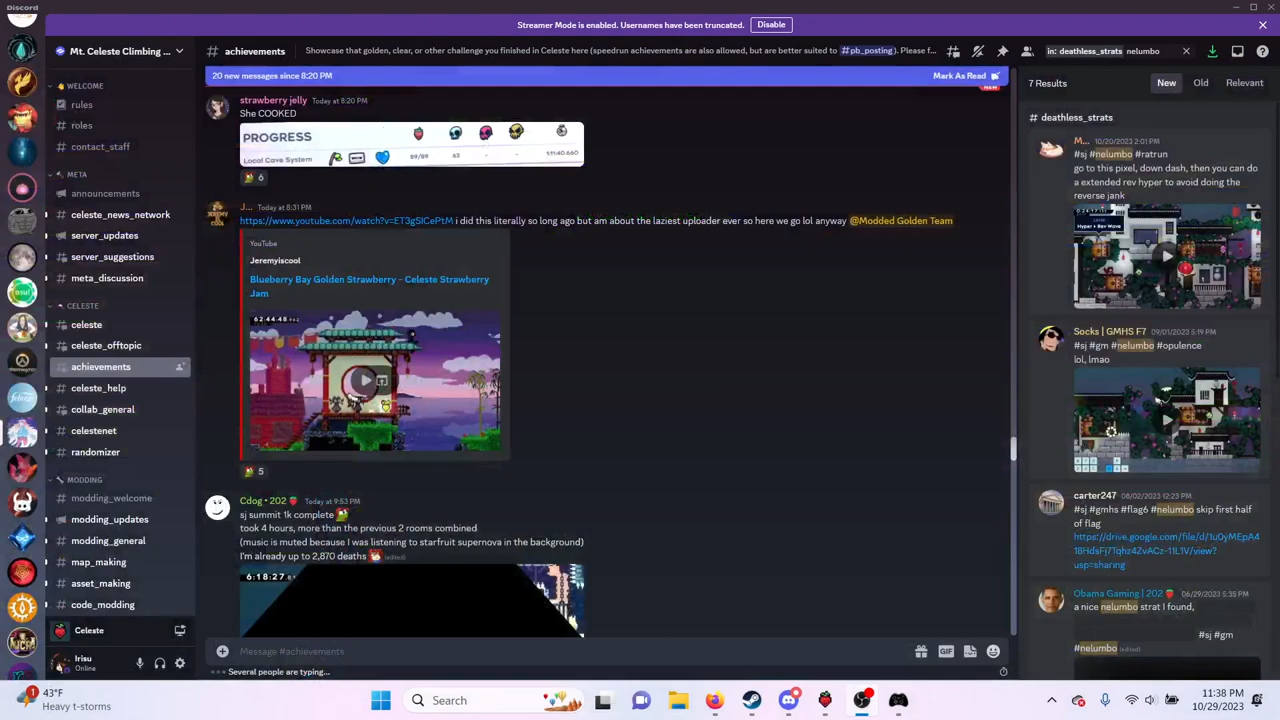 Discord
Streamer Mode is enabled. Usernames have been truncated.
Disable
Mt. Celeste Climbing ...
achievements
Showcase that golden, clear, or other challenge you finished in Celeste here (speedrun achievements are also allowed, but are better suited to #pb_posting). Please f...
in: deathless_strats nelumbo
20 new messages since 8:20 PM
Mark As Read
NEW
WELCOME
rules
roles
contact_staff
META
announcements
celeste_news_network
server_updates
server_suggestions
meta_discussion
CELESTE
celeste
celeste_offtopic
achievements
celeste_help
collab_general
celestenet
randomizer
MODDING
modding_welcome
modding_updates
modding_general
map_making
asset_making
code_modding
Celeste
Irisu
Online
strawberry jelly Today at 8:20 PM
She COOKED
PROGRESS
Local Cave System
89/89
63
-
-
6
J... Today at 8:31 PM
https://www.youtube.com/watch?v=ET3gSICePtM i did this literally so long ago but am about the laziest uploader ever so here we go lol anyway @Modded Golden Team
YouTube
Jeremyiscool
Blueberry Bay Golden Strawberry - Celeste Strawberry
Jam
5
Cdog • 202 Today at 9:53 PM
sj summit 1k complete
took 4 hours, more than the previous 2 rooms combined
(music is muted because I was listening to starfruit supernova in the background)
I'm already up to 2,870 deaths (edited)
6:18:27
Message #achievements
GIF
Several people are typing...
7 Results
New
Old
Relevant
# deathless_strats
M... 10/20/2023 2:01 PM
#sj #nelumbo #ratrun
go to this pixel, down dash, then you can
do a extended rev hyper to avoid doing the
reverse jank
Hyper + Rev Wave
Socks | GMHS F7 09/01/2023 5:19 PM
#sj #gm #nelumbo #opulence
lol, lmao
carter247 08/02/2023 12:23 PM
#sj #gmhs #flag6 #nelumbo skip first half
of flag
https://drive.google.com/file/d/1u0yMEpA4
18HdsFj7Tqhz4ZvACz-11L1V/view?
usp=sharing
Obama Gaming | 202 06/29/2023 5:35 PM
a nice nelumbo strat I found,
#sj #gm
#nelumbo (edited)
1
43°F
Heavy t-storms
Search
11:38 PM
10/29/2023